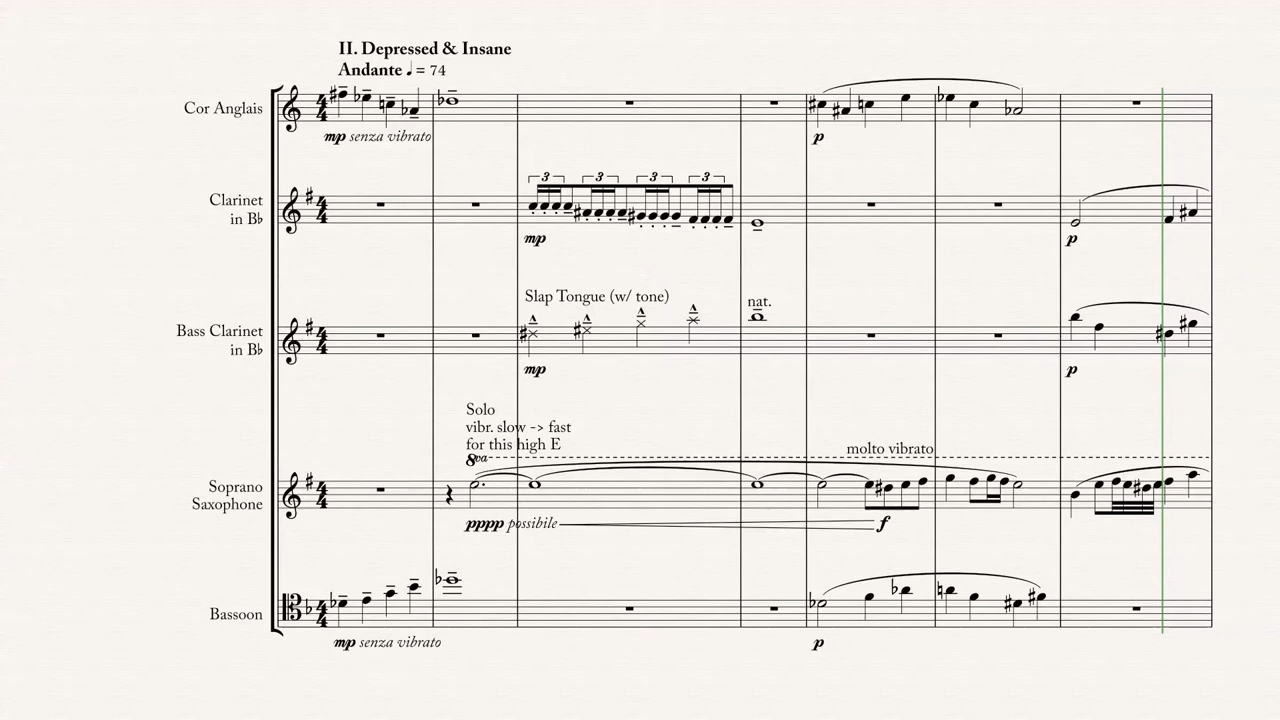 II. Depressed & Insane
Andante ♩ = 74
Cor Anglais
mp senza vibrato
p
3 3 3 3
Clarinet
in B♭
mp
p
Slap Tongue (w/ tone)
nat.
Bass Clarinet
in B♭
mp
p
Solo
vibr. slow -> fast
for this high E
8va
molto vibrato
Soprano
Saxophone
pppp possibile
f
Bassoon
mp senza vibrato
p